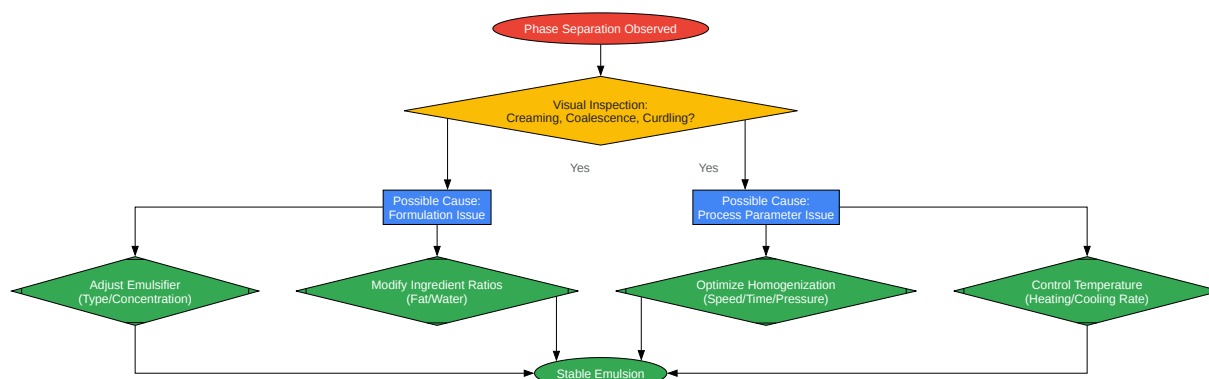 Phase Separation Observed
Visual Inspection:
Creaming, Coalescence, Curdling?
Yes
Yes
Possible Cause:
Formulation Issue
Possible Cause:
Process Parameter Issue
Adjust Emulsifier
(Type/Concentration)
Modify Ingredient Ratios
(Fat/Water)
Optimize Homogenization
(Speed/Time/Pressure)
Control Temperature
(Heating/Cooling Rate)
Stable Emulsion